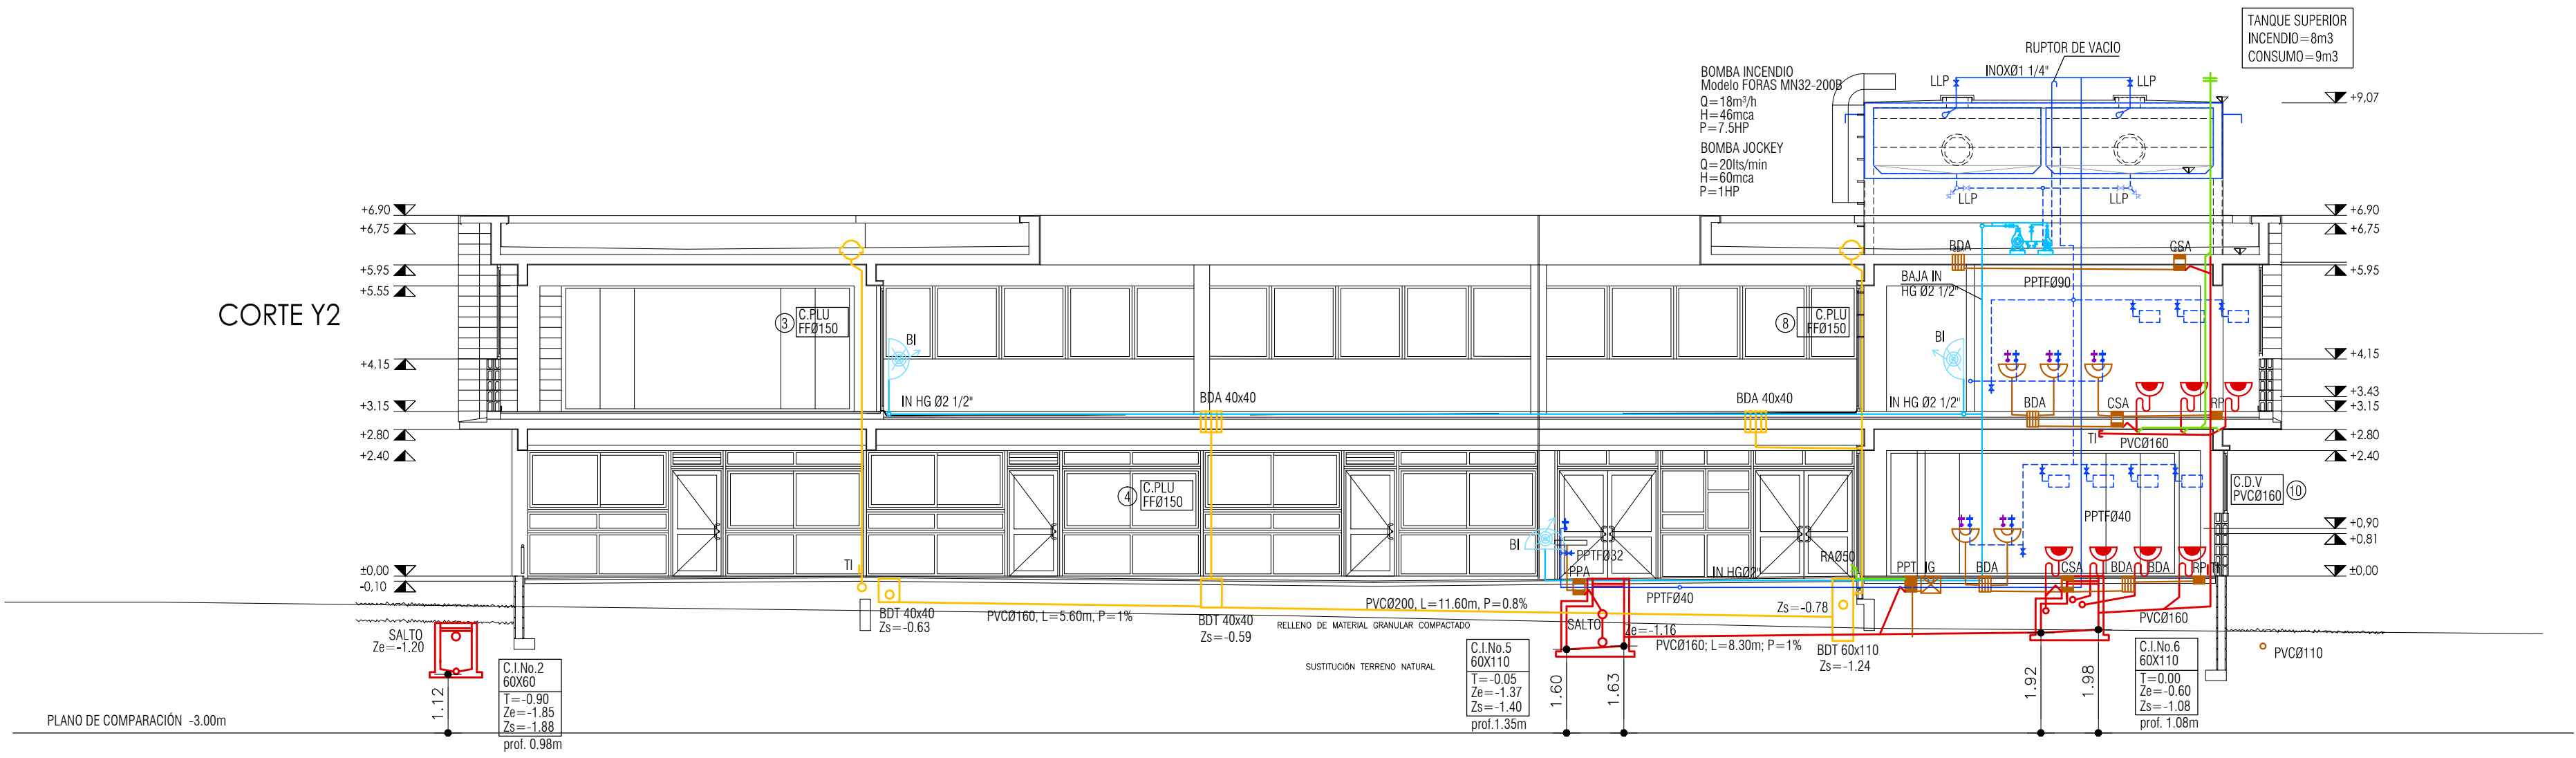 TANQUE SUPERIOR
INCENDIO=8m3
CONSUMO=9m3
RUPTOR DE VACIO
INOXØ1 1/4"
LLP
LLP
LLP
LLP
BOMBA INCENDIO
Modelo FORAS MN32-200B
Q=18m³/h
H=46mca
P=7.5HP
BOMBA JOCKEY
Q=20lts/min
H=60mca
P=1HP
+9,07
CORTE Y2
+6.90
+6,75
+5.95
+5.55
+4,15
+3.15
+2.80
+2.40
±0,00
-0,10
+6.90
+6,75
+5.95
+4,15
+3.43
+3.15
+2.80
+2.40
+0,90
+0,81
±0,00
3
C.PLU
FFØ150
8
C.PLU
FFØ150
4
C.PLU
FFØ150
C.D.V
PVCØ160
10
BDA
CSA
BAJA IN
HG Ø2 1/2"
PPTFØ90
BI
BI
IN HG Ø2 1/2"
BDA 40x40
BDA 40x40
IN HG Ø2 1/2"
BDA
CSA
RP
TI
PVCØ160
PPTFØ40
BI
PPTFØ32
RAØ50
TI
PPA
IN HGØ2"
PPT
IG
BDA
CSA
BDA
BDA
RP
PPTFØ40
BDT 40x40
Zs=-0.63
PVCØ160, L=5.60m, P=1%
BDT 40x40
Zs=-0.59
PVCØ200, L=11.60m, P=0.8%
RELLENO DE MATERIAL GRANULAR COMPACTADO
SUSTITUCIÓN TERRENO NATURAL
Zs=-0.78
SALTO
Ze=-1.16
PVCØ160; L=8.30m; P=1%
BDT 60x110
Zs=-1.24
PVCØ160
PVCØ110
SALTO
Ze=-1.20
C.I.No.2
60X60
T=-0.90
Ze=-1.85
Zs=-1.88
prof. 0.98m
C.I.No.5
60X110
T=-0.05
Ze=-1.37
Zs=-1.40
prof.1.35m
C.I.No.6
60X110
T=0.00
Ze=-0.60
Zs=-1.08
prof. 1.08m
1.12
1.60
1.63
1.92
1.98
PLANO DE COMPARACIÓN -3.00m